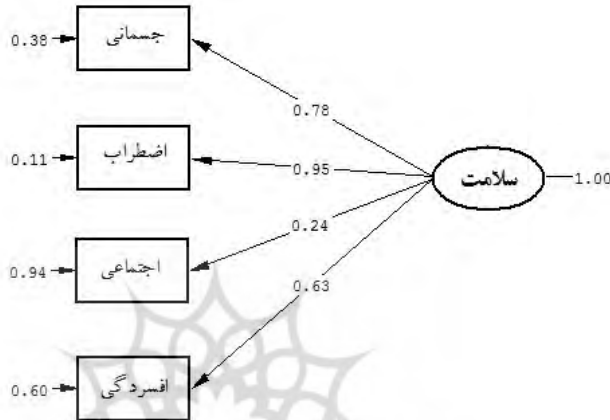 جسمانی
0.38
0.78
اضطراب
0.11
0.95
سلامت
1.00
0.24
اجتماعی
0.94
0.63
افسردگی
0.60